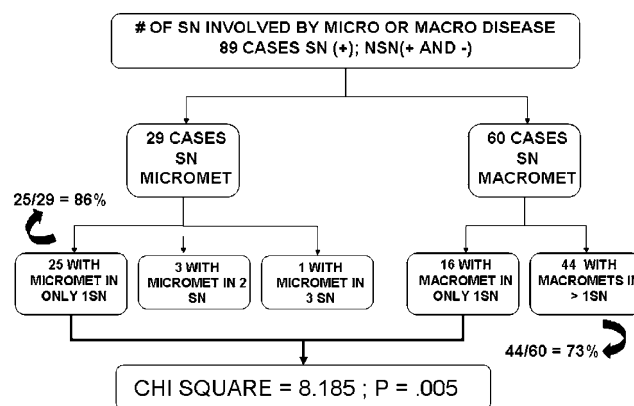 # OF SN INVOLVED BY MICRO OR MACRO DISEASE
89 CASES SN (+); NSN(+ AND -)
29 CASES
SN
MICROMET
60 CASES
SN
MACROMET
25/29 = 86%
25 WITH
MICROMET IN
ONLY 1SN
3 WITH
MICROMET IN 2
SN
1 WITH
MICROMET IN
3 SN
16 WITH
MACROMET IN
ONLY 1SN
44 WITH
MACROMETS IN
> 1SN
44/60 = 73%
CHI SQUARE = 8.185 ; P = .005